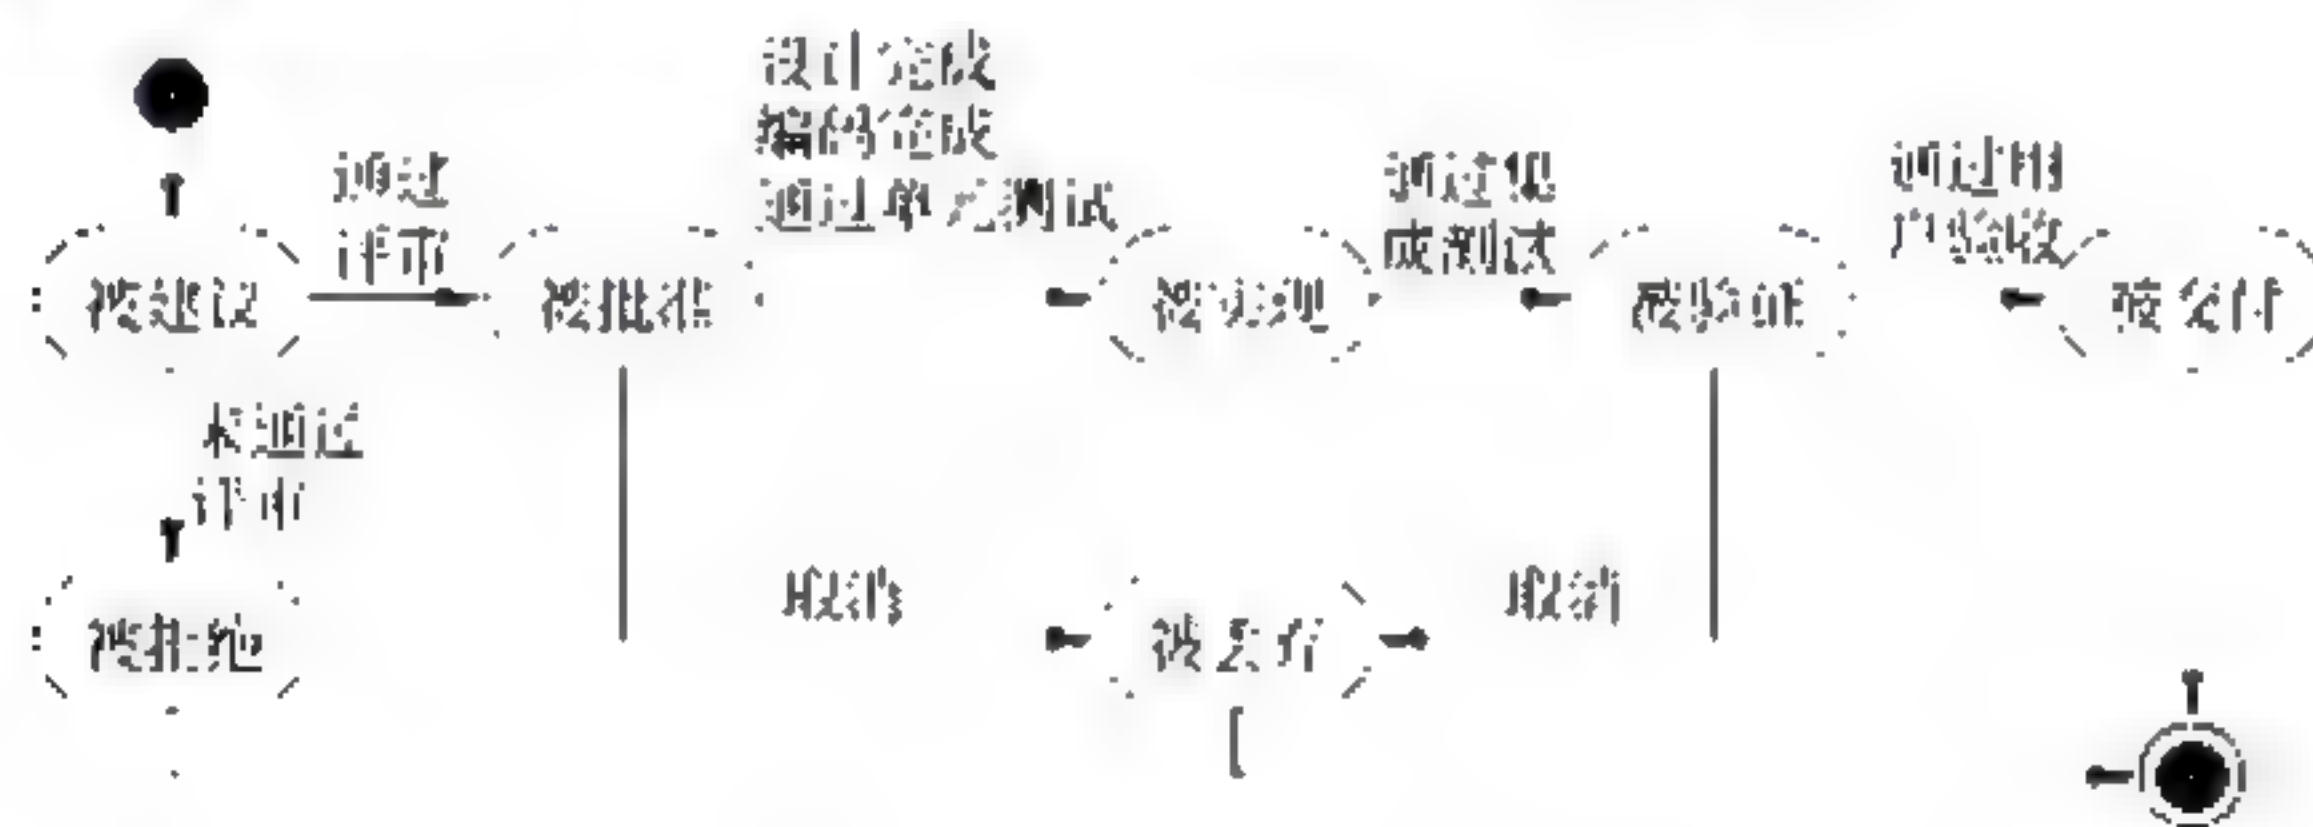 设计完成
编码完成
通过单元测试
通过
评审
通过集
成测试
通过用
户验收
被建议
被批准
被实现
被验证
被交付
未通过
评审
取消
取消
被拒绝
被